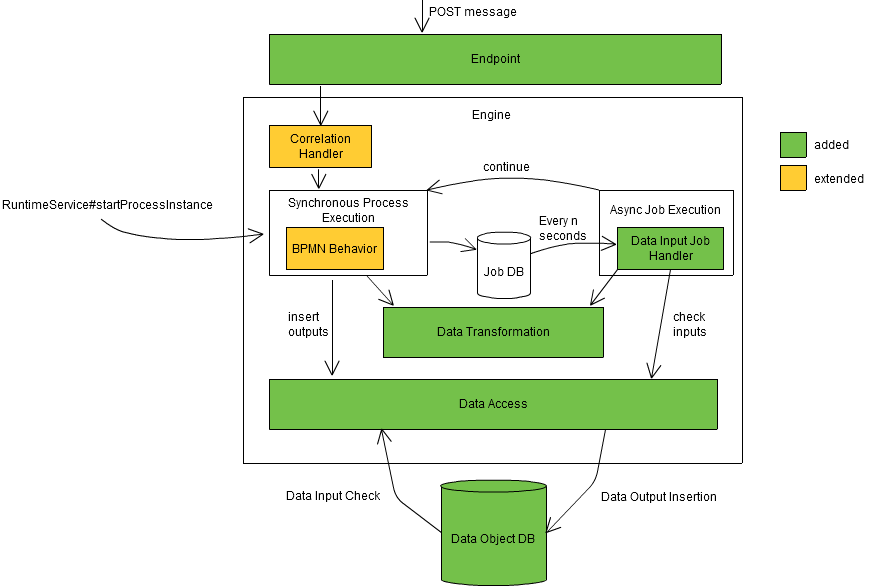 POST message
Endpoint
Engine
Correlation
Handler
added
extended
continue
RuntimeService#startProcessInstance
Synchronous Process
Execution
BPMN Behavior
Async Job Execution
Data Input Job
Handler
Every n
seconds
Job DB
insert
outputs
Data Transformation
check
inputs
Data Access
Data Input Check
Data Output Insertion
Data Object DB